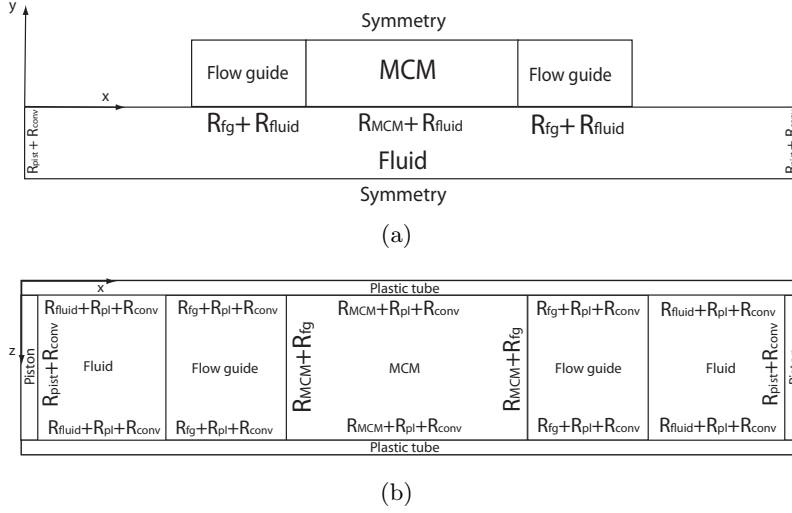 y
Symmetry
Flow guide
MCM
Flow guide
x
Rfg+Rfluid
RMCM+Rfluid
Rfg+Rfluid
Rpist+Rconv
Rpist+Rconv
Fluid
Symmetry
(a)
x
Plastic tube
Rfluid+Rpl+Rconv
Rfg+Rpl+Rconv
RMCM+Rpl+Rconv
Rfg+Rpl+Rconv
Rfluid+Rpl+Rconv
z
Piston
Rpist+Rconv
Fluid
Flow guide
RMCM+Rfg
MCM
RMCM+Rfg
Flow guide
Fluid
Rpist+Rconv
Piston
Rfluid+Rpl+Rconv
Rfg+Rpl+Rconv
RMCM+Rpl+Rconv
Rfg+Rpl+Rconv
Rfluid+Rpl+Rconv
Plastic tube
(b)